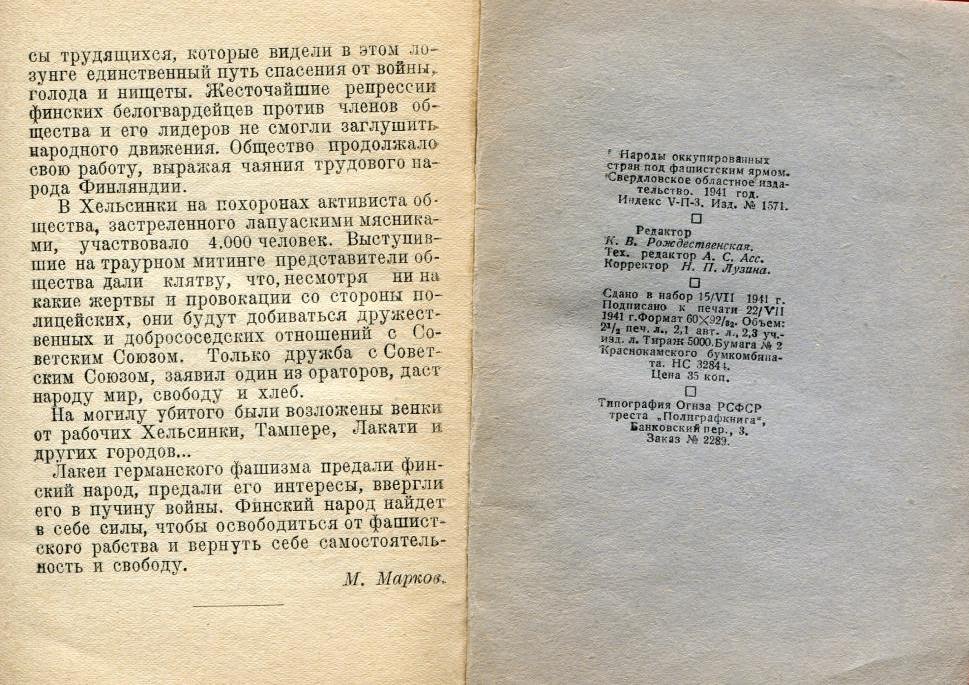 сы трудящихся, которые видели в этом ло-
зунге единственный путь спасения от войны,
голода и нищеты. Жесточайшие репрессии
финских белогвардейцев против членов об-
щества и его лидеров не смогли заглушить
народного движения. Общество продолжало
свою работу, выражая чаяния трудового на-
рода Финляндии.
В Хельсинки на похоронах активиста об-
щества, застреленного лапуаскими мясника-
ми, участвовало 4.000 человек. Выступив-
шие на траурном митинге представители об-
щества дали клятву, что, несмотря ни на
какие жертвы и провокации со стороны по-
лицейских, они будут добиваться дружест-
венных и добрососедских отношений с Со-
ветским Союзом. Только дружба с Совет-
ским Союзом, заявил один из ораторов, даст
народу мир, свободу и хлеб.
На могилу убитого были возложены венки
от рабочих Хельсинки, Тампере, Лакати и
других городов...
Лакеи германского фашизма предали фин-
ский народ, предали его интересы, ввергли
его в пучину войны. Финский народ найдет
в себе силы, чтобы освободиться от фашист-
ского рабства и вернуть себе самостоятель-
ность и свободу.
М. Марков.
Народы оккупированных
стран под фашистским ярмом.
Свердловское областное изда-
тельство. 1941 год.
Индекс V-П-3. Изд. № 1571.
Редактор
К. В. Рождественская.
Тех. редактор А. С. Асс.
Корректор Н. П. Лузина.
Сдано в набор 15/VII 1941 г.
Подписано к печати 22/VII
1941 г. Формат 60×92/32. Объем:
2¹/₂ печ. л., 2,1 авт. л., 2,3 уч.-
изд. л. Тираж 5000. Бумага № 2
Краснокамского бумкомбина-
та. НС 32844.
Цена 35 коп.
Типография Огиза РСФСР
треста „Полиграфкнига",
Банковский пер., 3.
Заказ № 2289.